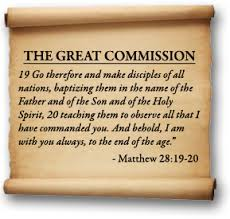 THE GREAT COMMISSION
19 Go therefore and make disciples of all
nations, baptizing them in the name of the
Father and of the Son and of the Holy
Spirit, 20 teaching them to observe all that I
have commanded you. And behold, I am
with you always, to the end of the age."
- Matthew 28:19-20